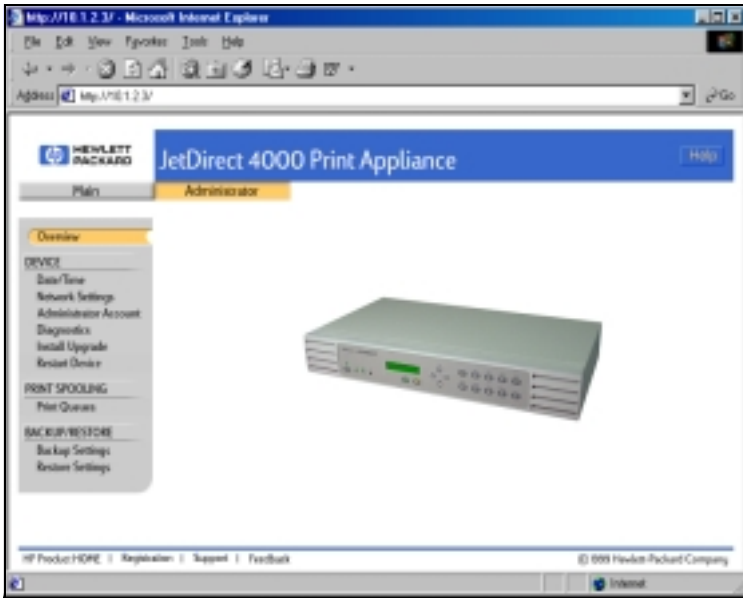 http://10.1.2.3/ - Microsoft Internet Explorer
File Edit View Favorites Tools Help
Address http://10.1.2.3/ Go
HEWLETT
PACKARD
JetDirect 4000 Print Appliance
Help
Main Administrator
Overview
DEVICE
Date/Time
Network Settings
Administrator Account
Diagnostics
Install Upgrade
Restart Device
PRINT SPOOLING
Print Queues
BACKUP/RESTORE
Backup Settings
Restore Settings
HP Product HOME | Registration | Support | Feedback
© 1999 Hewlett-Packard Company
Internet